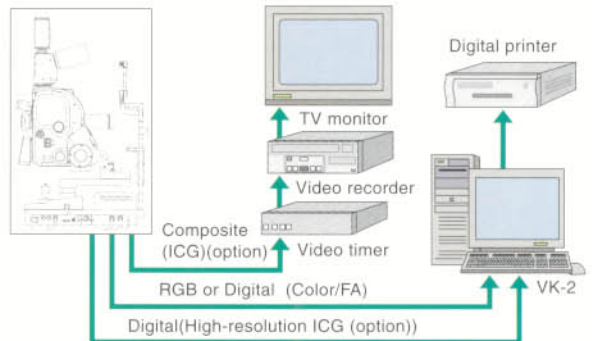 Digital printer
TV monitor
Video recorder
Composite
(ICG)(option)
Video timer
RGB or Digital (Color/FA)
VK-2
Digital(High-resolution ICG (option))